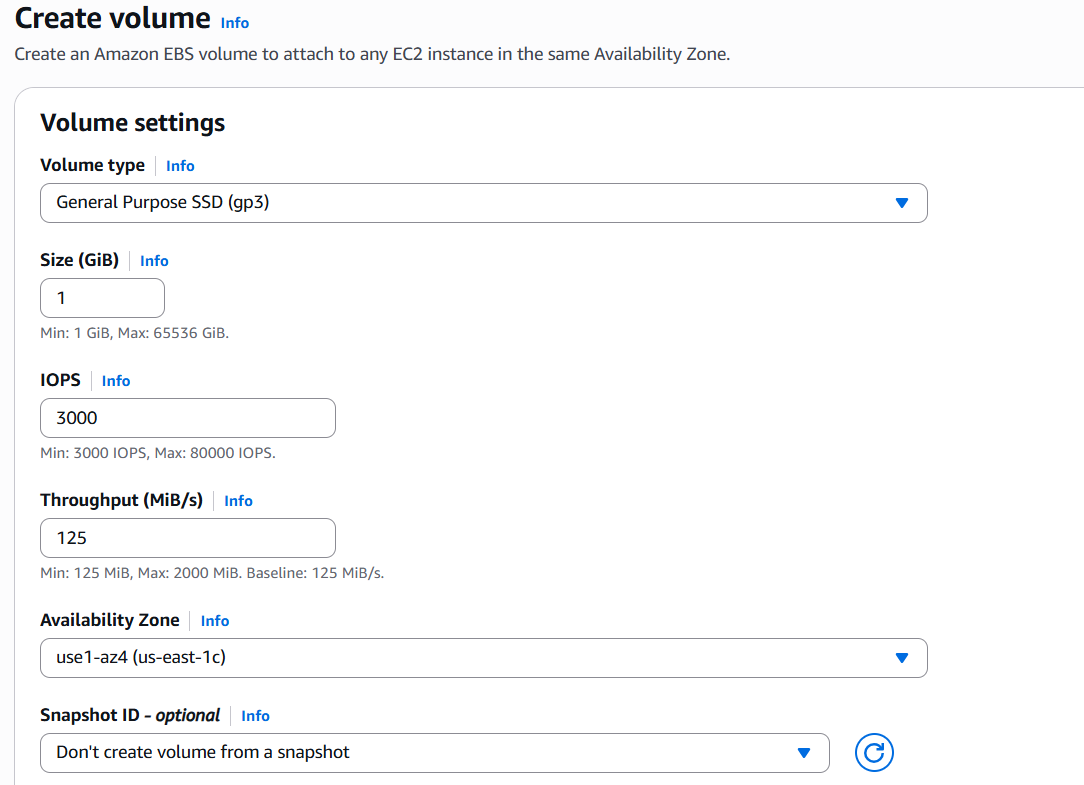 Create volume Info
Create an Amazon EBS volume to attach to any EC2 instance in the same Availability Zone.
Volume settings
Volume type Info
General Purpose SSD (gp3)
Size (GiB) Info
1
Min: 1 GiB, Max: 65536 GiB.
IOPS Info
3000
Min: 3000 IOPS, Max: 80000 IOPS.
Throughput (MiB/s) Info
125
Min: 125 MiB, Max: 2000 MiB. Baseline: 125 MiB/s.
Availability Zone Info
use1-az4 (us-east-1c)
Snapshot ID - optional Info
Don't create volume from a snapshot